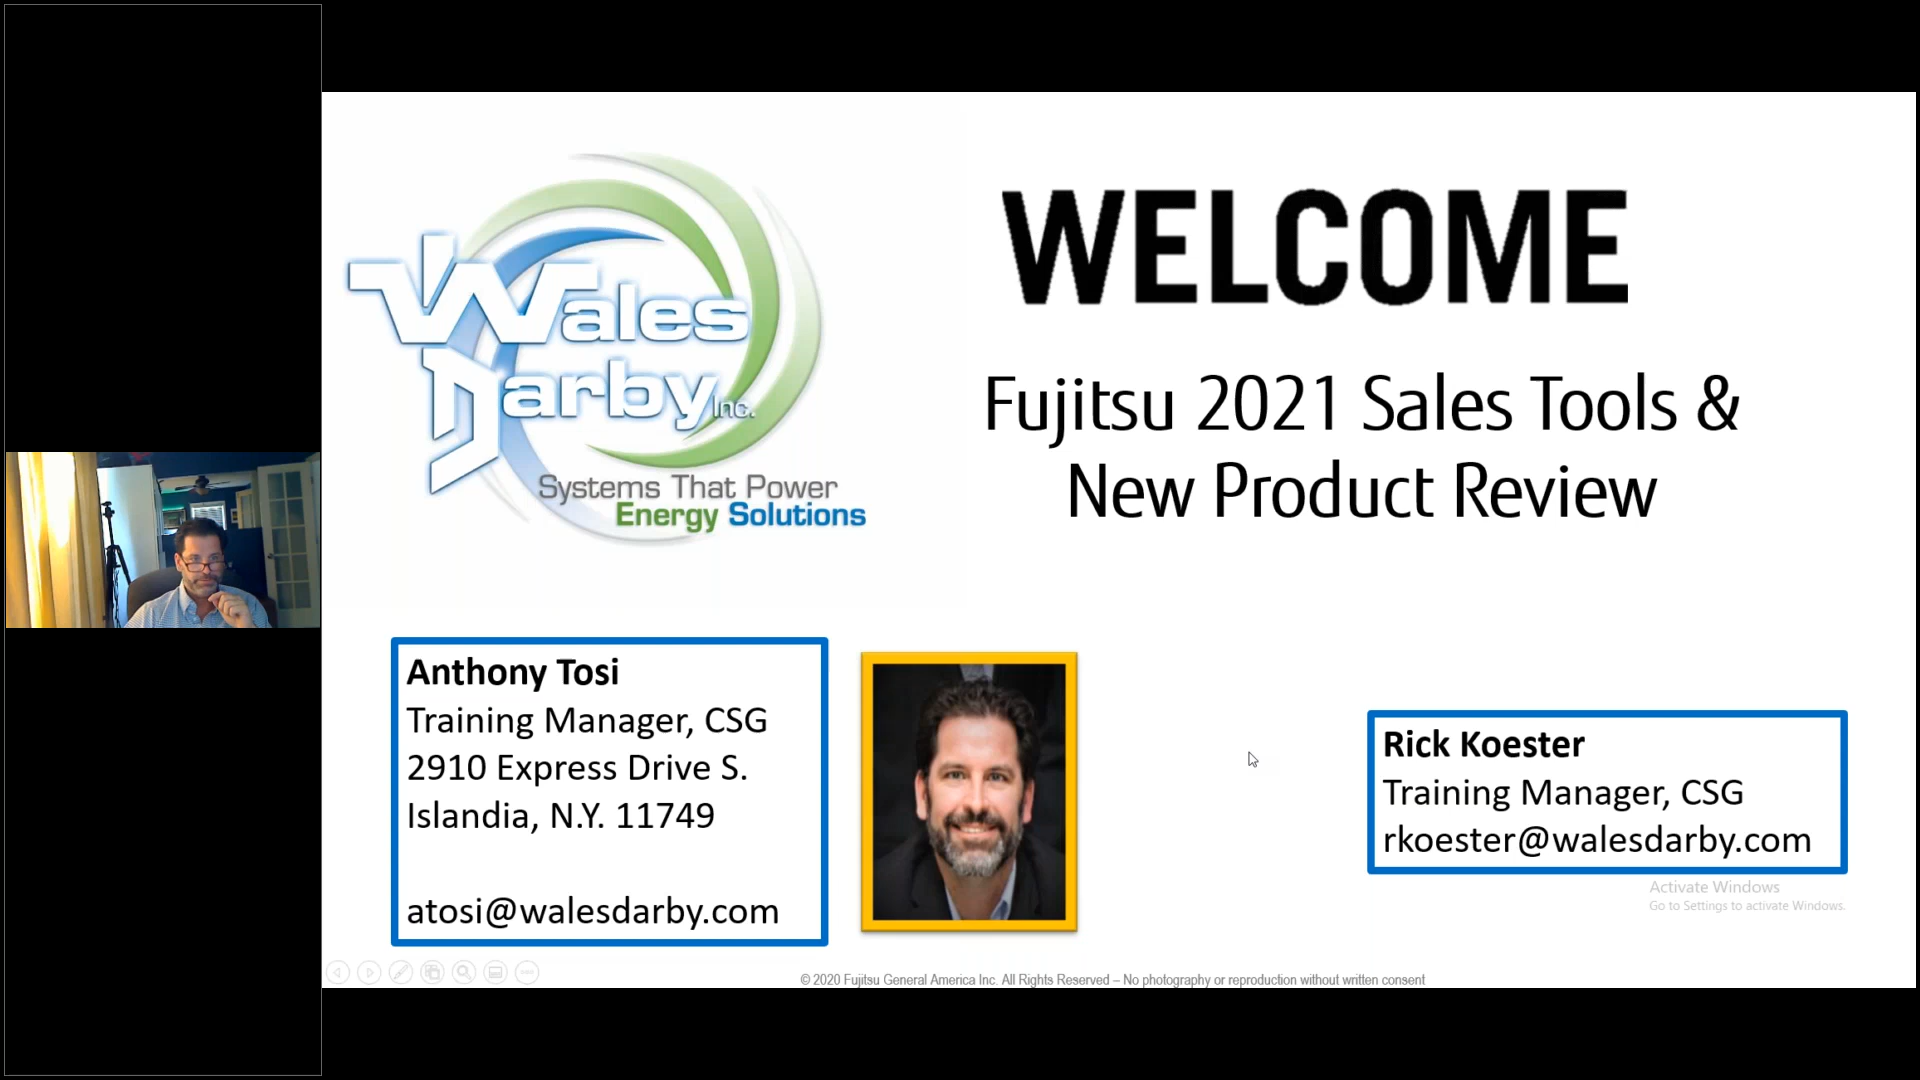 Wales
Darby Inc.
Systems That Power
Energy Solutions
WELCOME
Fujitsu 2021 Sales Tools &
New Product Review
Anthony Tosi
Training Manager, CSG
2910 Express Drive S.
Islandia, N.Y. 11749
atosi@walesdarby.com
Rick Koester
Training Manager, CSG
rkoester@walesdarby.com
Activate Windows
Go to Settings to activate Windows.
© 2020 Fujitsu General America Inc. All Rights Reserved – No photography or reproduction without written consent